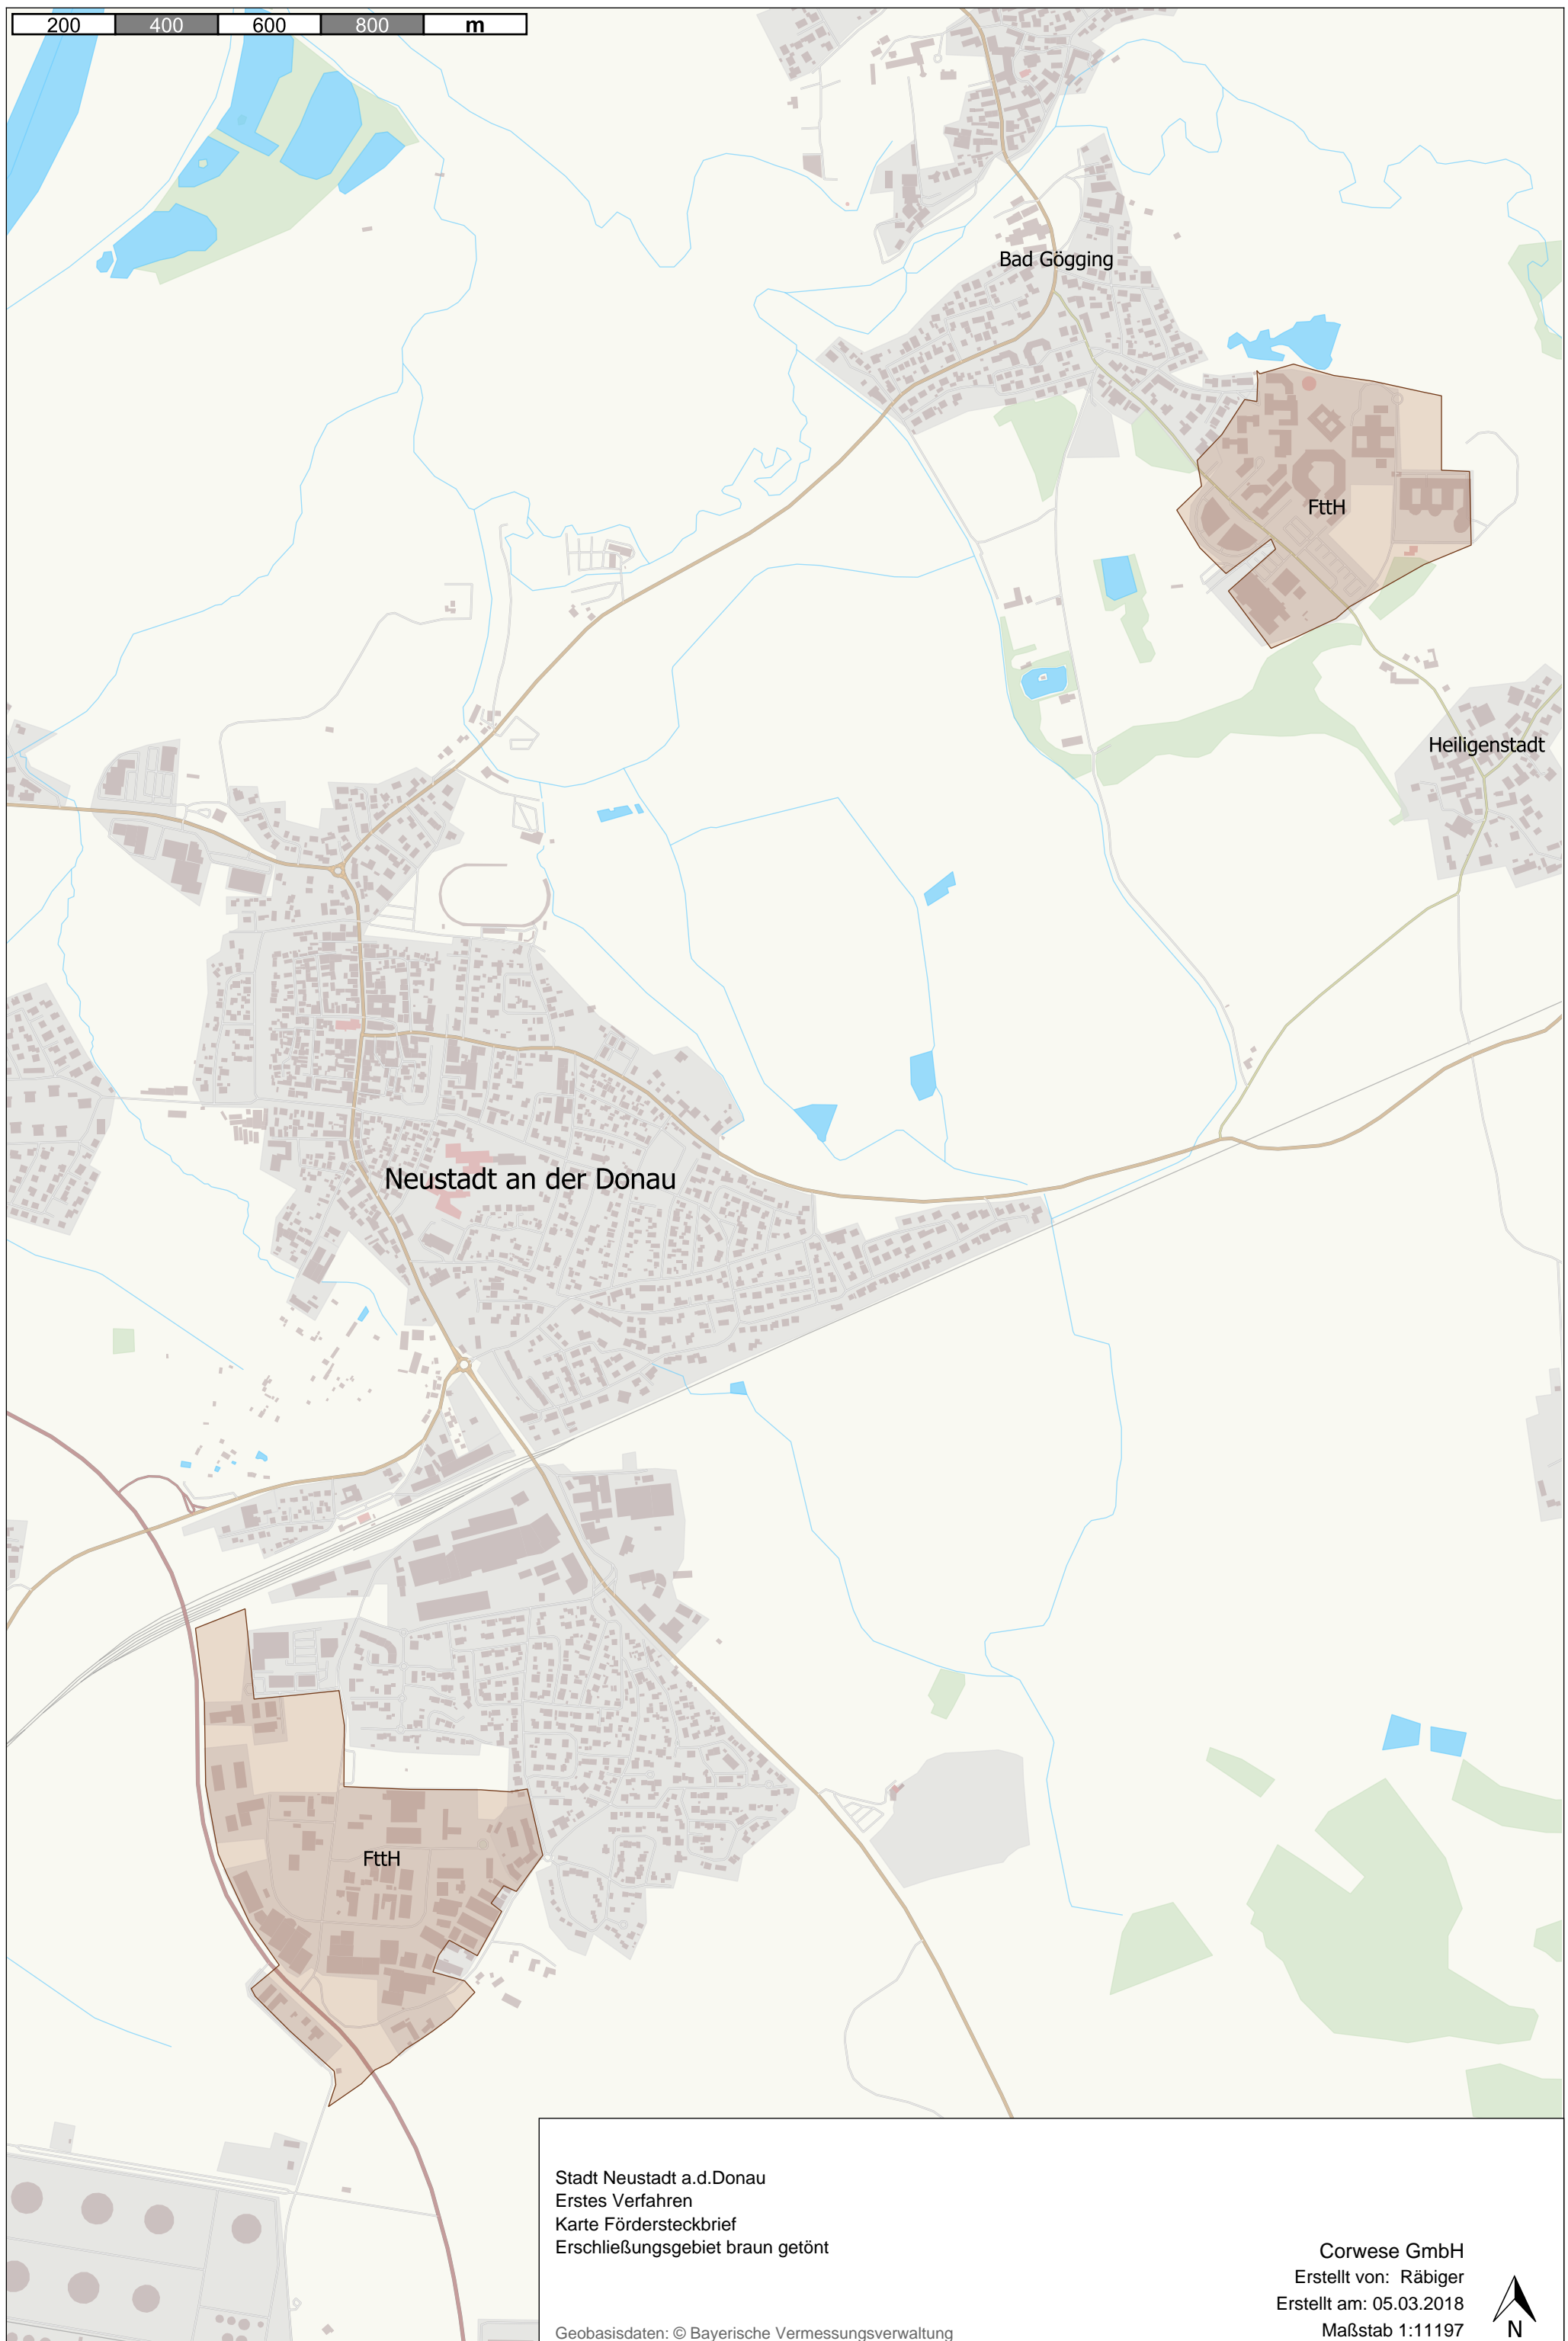 200 400 600 800 m
Bad Gögging
FttH
Heiligenstadt
Neustadt an der Donau
FttH
Stadt Neustadt a.d.Donau
Erstes Verfahren
Karte Fördersteckbrief
Erschließungsgebiet braun getönt
Corwese GmbH
Erstellt von: Räbiger
Erstellt am: 05.03.2018
Maßstab 1:11197
N
Geobasisdaten: © Bayerische Vermessungsverwaltung